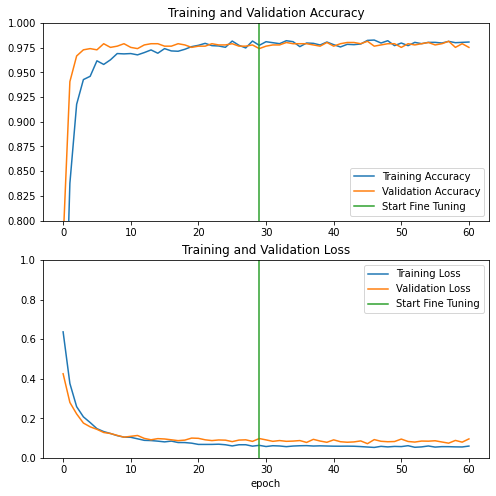 Training and Validation Accuracy
1.000
0.975
0.950
0.925
0.900
0.875
0.850
0.825
0.800
Training Accuracy
Validation Accuracy
Start Fine Tuning
0 10 20 30 40 50 60
Training and Validation Loss
1.0
0.8
0.6
0.4
0.2
0.0
Training Loss
Validation Loss
Start Fine Tuning
0 10 20 30 40 50 60
epoch